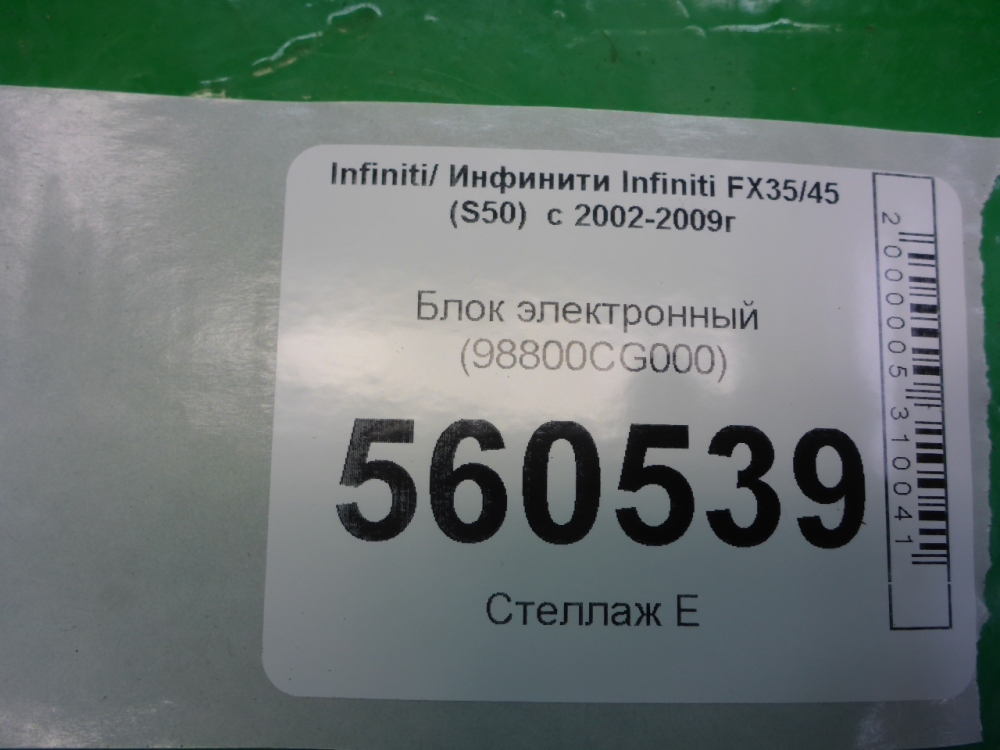 Infiniti/ Инфинити Infiniti FX35/45
(S50) с 2002-2009г
Блок электронный
(98800CG000)
560539
Стеллаж Е
2000005310041